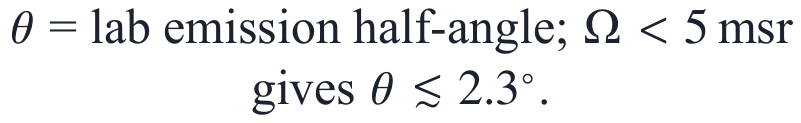 θ = lab emission half-angle; Ω < 5 msr
gives θ ≲ 2.3°.